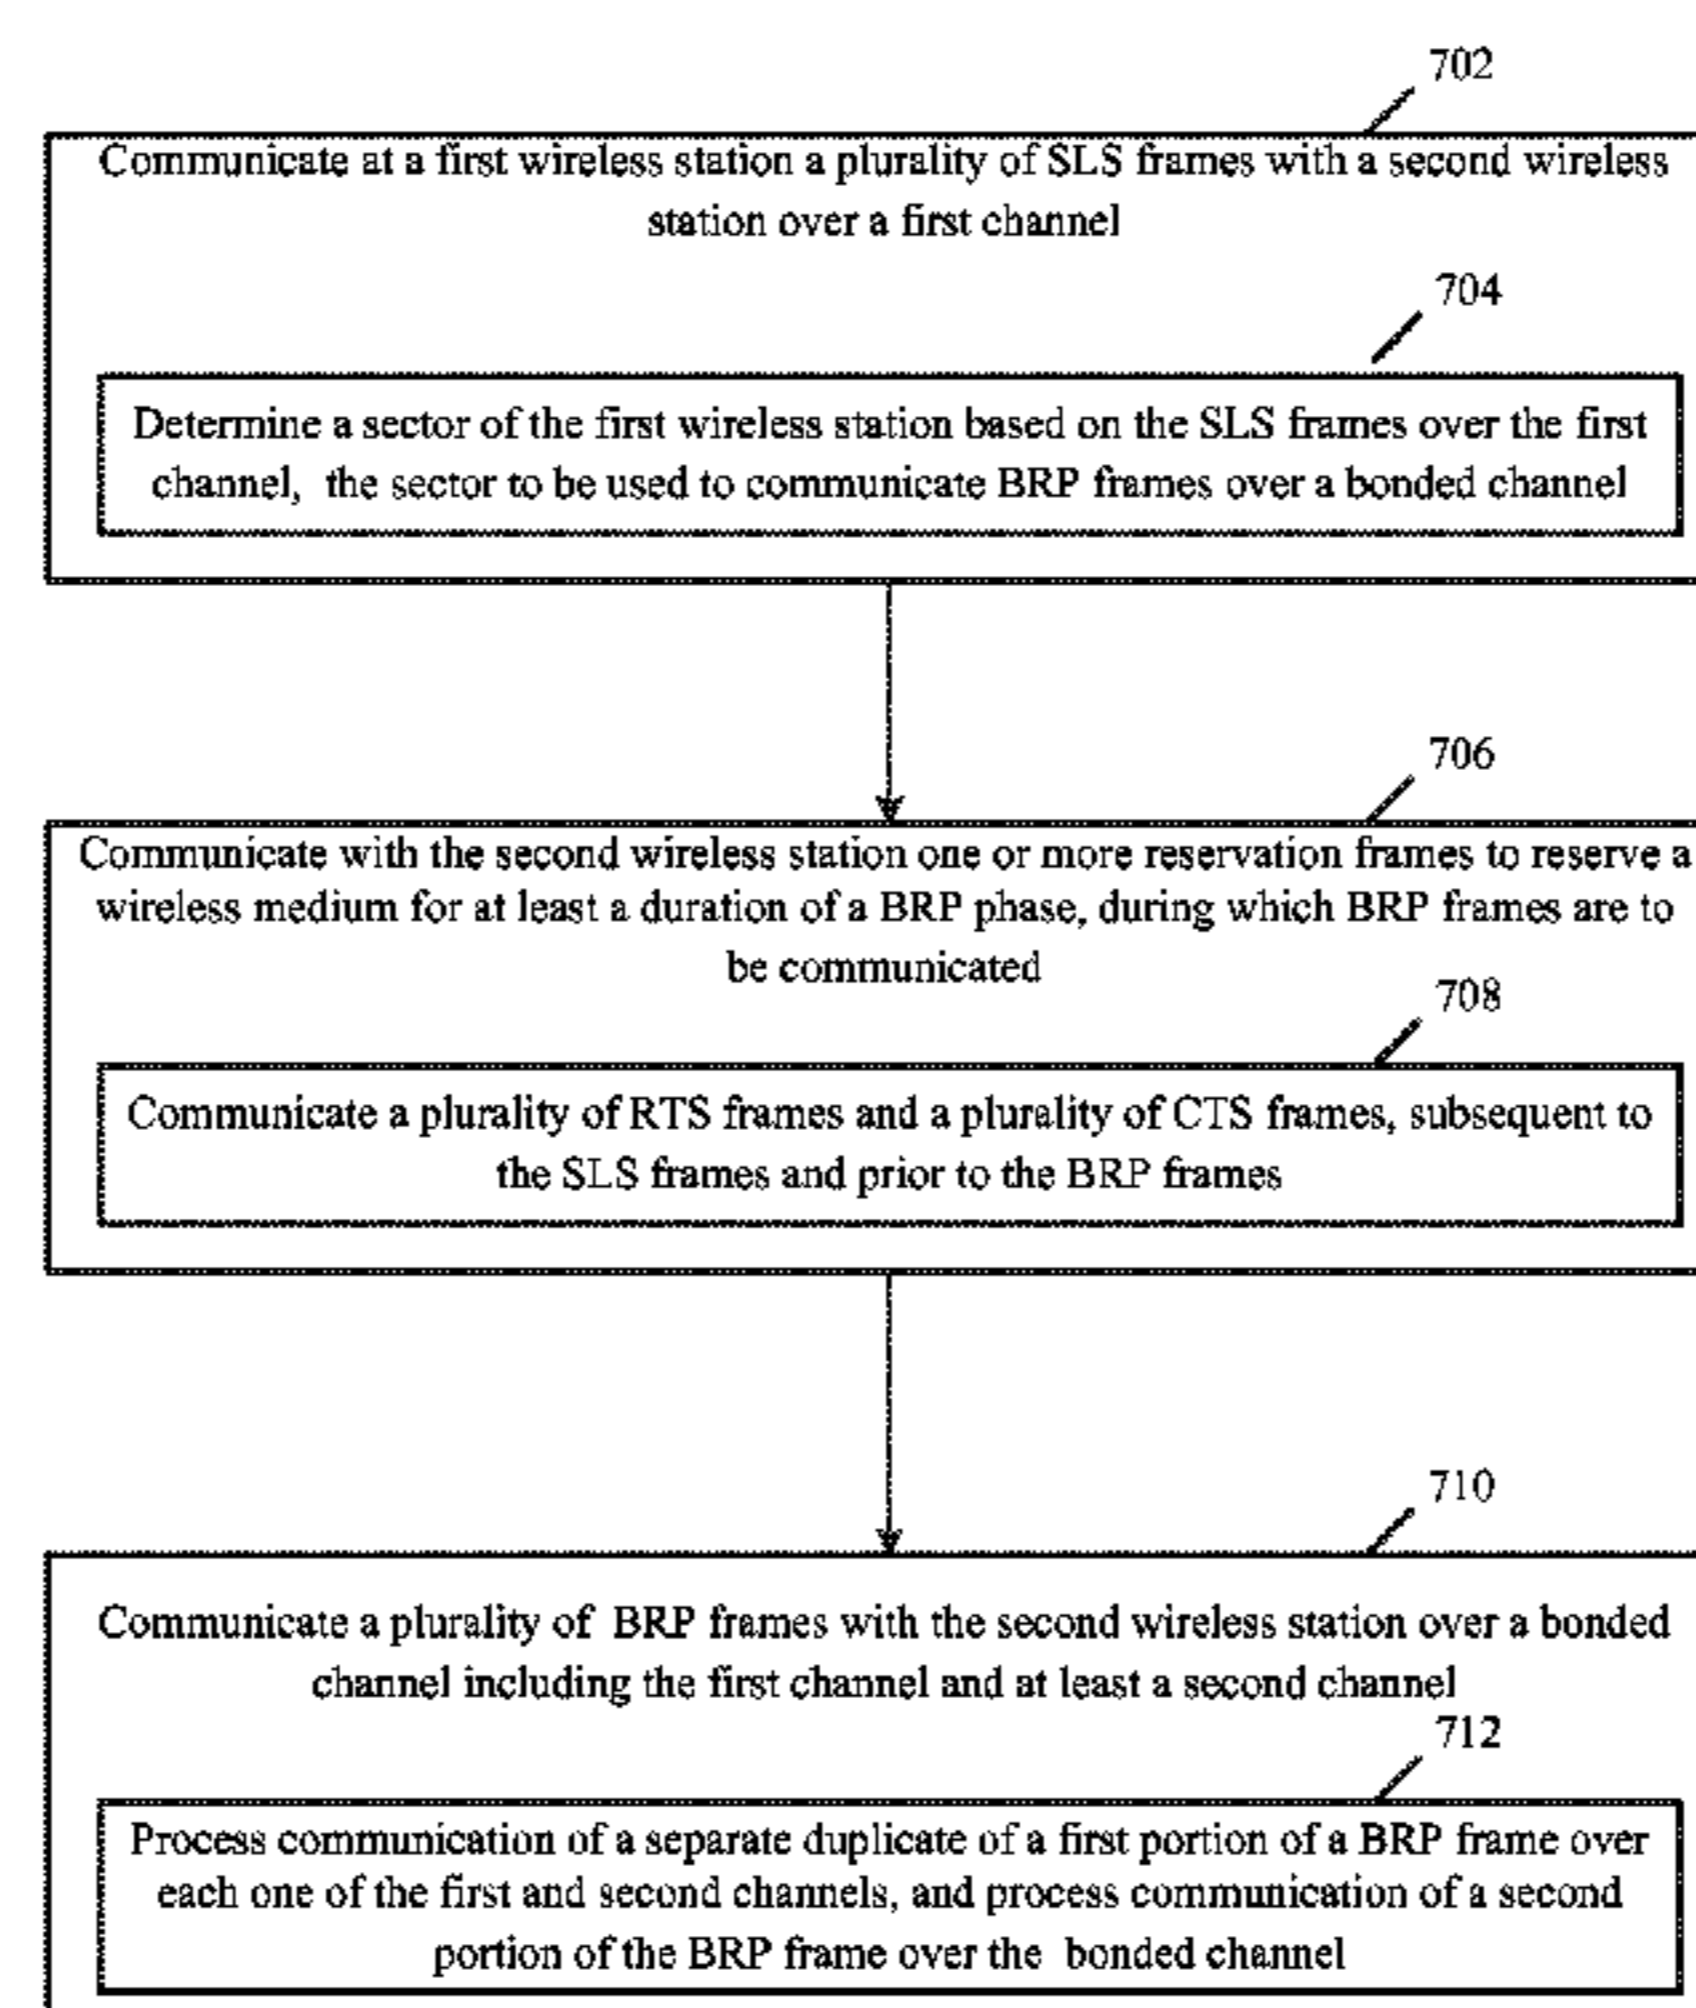 702
Communicate at a first wireless station a plurality of SLS frames with a second wireless
station over a first channel
704
Determine a sector of the first wireless station based on the SLS frames over the first
channel, the sector to be used to communicate BRP frames over a bonded channel
706
Communicate with the second wireless station one or more reservation frames to reserve a
wireless medium for at least a duration of a BRP phase, during which BRP frames are to
be communicated
708
Communicate a plurality of RTS frames and a plurality of CTS frames, subsequent to
the SLS frames and prior to the BRP frames
710
Communicate a plurality of BRP frames with the second wireless station over a bonded
channel including the first channel and at least a second channel
712
Process communication of a separate duplicate of a first portion of a BRP frame over
each one of the first and second channels, and process communication of a second
portion of the BRP frame over the bonded channel